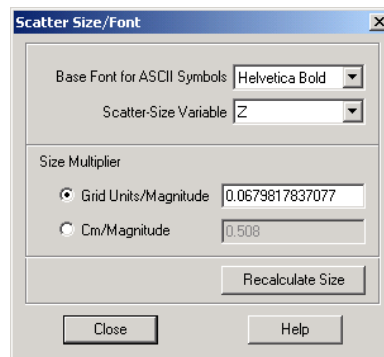 Scatter Size/Font
Base Font for ASCII Symbols Helvetica Bold
Scatter-Size Variable Z
Size Multiplier
Grid Units/Magnitude 0.0679817837077
Cm/Magnitude 0.508
Recalculate Size
Close Help